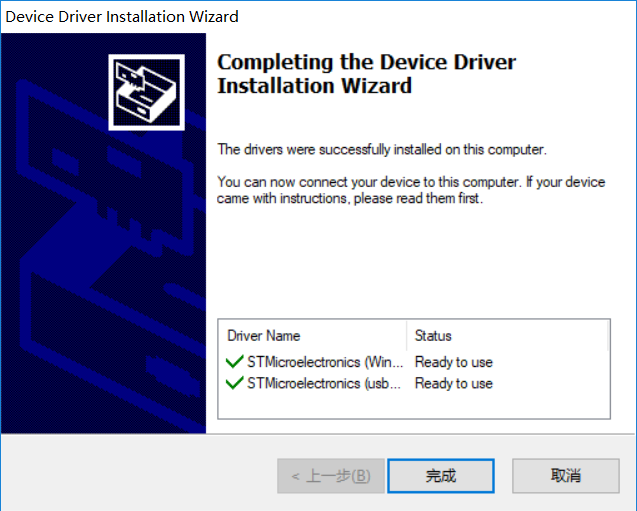 Device Driver Installation Wizard
Completing the Device Driver
Installation Wizard
The drivers were successfully installed on this computer.
You can now connect your device to this computer. If your device
came with instructions, please read them first.
Driver Name Status
STMicroelectronics (Win... Ready to use
STMicroelectronics (usb... Ready to use
< 上一步(B) 完成 取消